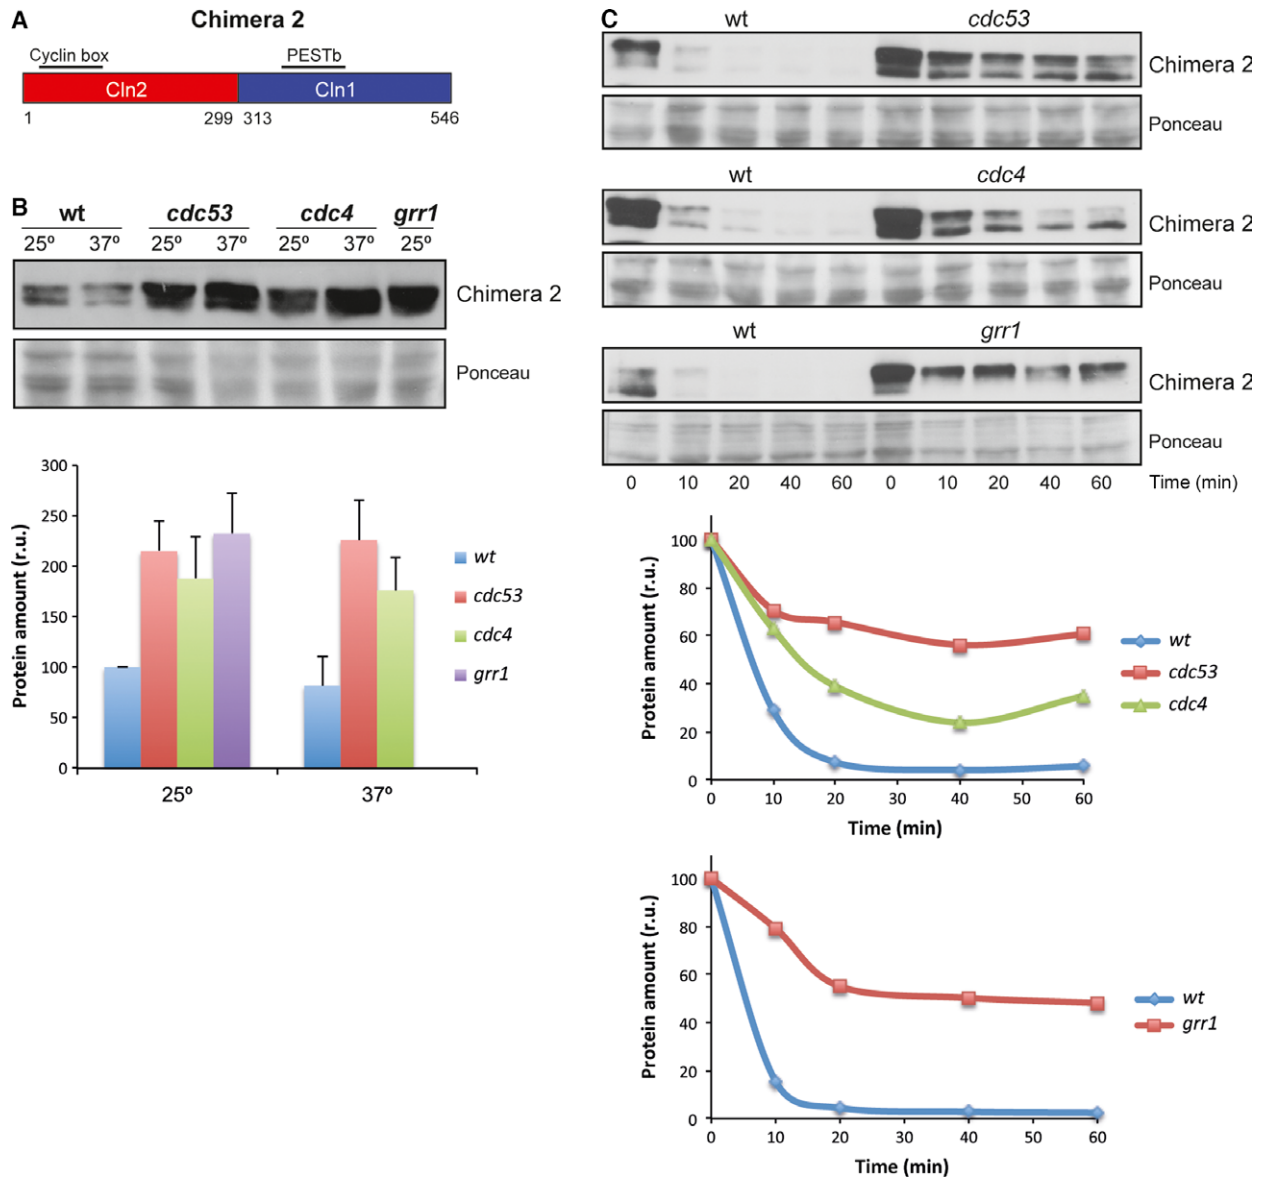 A
Chimera 2
Cyclin box
PESTb
Cln2
Cln1
1
299
313
546
B
wt
cdc53
cdc4
grr1
25º
37º
25º
37º
25º
37º
25º
Chimera 2
Ponceau
Protein amount (r.u.)
300
250
200
150
100
50
0
25º
37º
wt
cdc53
cdc4
grr1
C
wt
cdc53
Chimera 2
Ponceau
wt
cdc4
Chimera 2
Ponceau
wt
grr1
Chimera 2
Ponceau
0 10 20 40 60 0 10 20 40 60 Time (min)
Protein amount (r.u.)
100
80
60
40
20
0
0 10 20 30 40 50 60
Time (min)
wt
cdc53
cdc4
Protein amount (r.u.)
100
80
60
40
20
0
0 10 20 30 40 50 60
Time (min)
wt
grr1